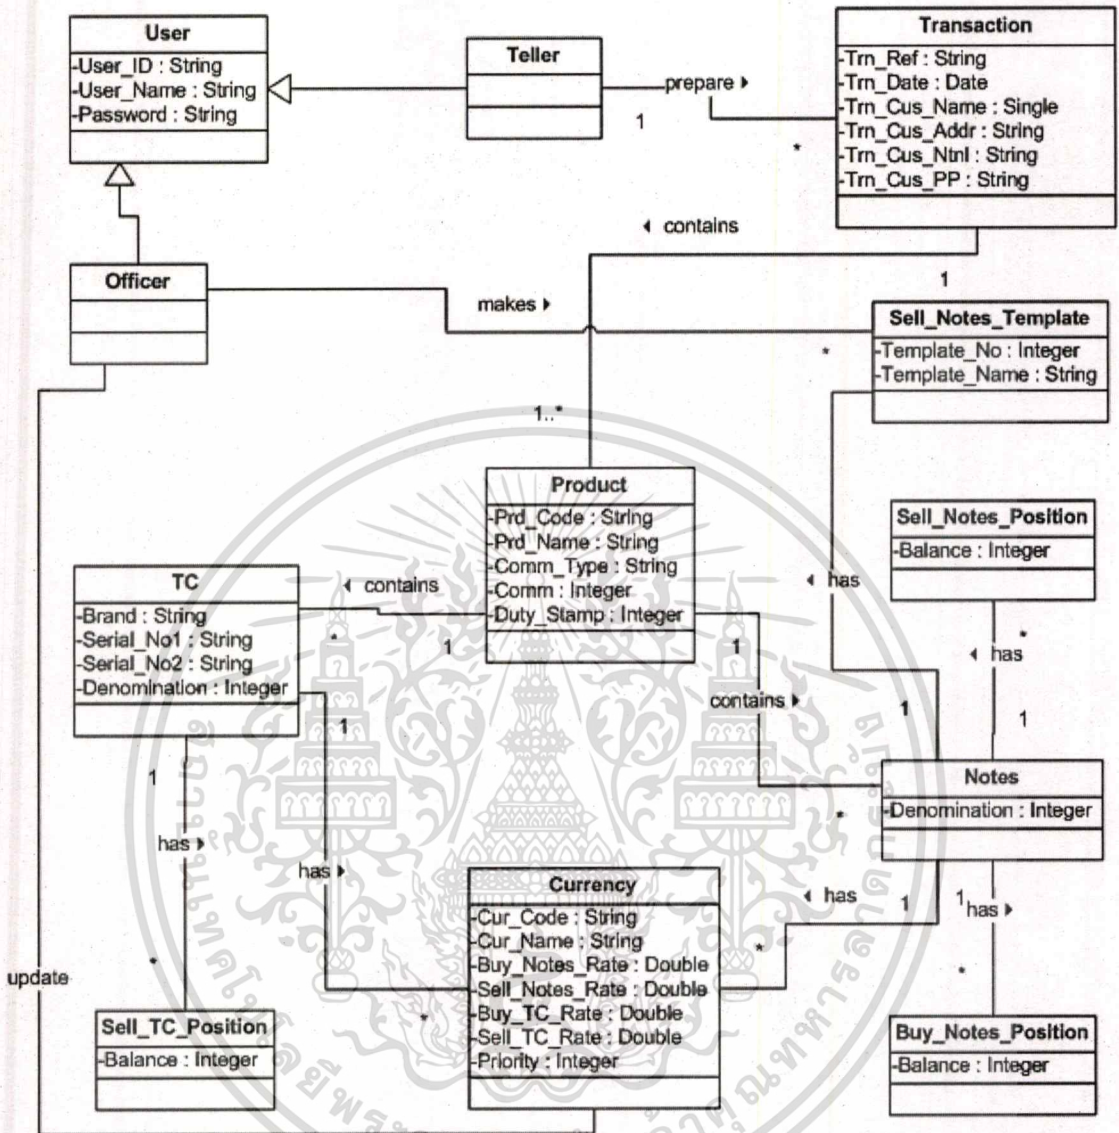 User
-User_ID : String
-User_Name : String
-Password : String
Teller
prepare
1
*
Transaction
-Trn_Ref : String
-Trn_Date : Date
-Trn_Cus_Name : Single
-Trn_Cus_Addr : String
-Trn_Cus_Ntnl : String
-Trn_Cus_PP : String
contains
1
1..*
Officer
makes
*
Sell_Notes_Template
-Template_No : Integer
-Template_Name : String
Product
-Prd_Code : String
-Prd_Name : String
-Comm_Type : String
-Comm : Integer
-Duty_Stamp : Integer
Sell_Notes_Position
-Balance : Integer
TC
-Brand : String
-Serial_No1 : String
-Serial_No2 : String
-Denomination : Integer
contains
*
1
1
contains
*
has
1
*
has
1
Notes
-Denomination : Integer
1
has
*
1
has
*
Currency
-Cur_Code : String
-Cur_Name : String
-Buy_Notes_Rate : Double
-Sell_Notes_Rate : Double
-Buy_TC_Rate : Double
-Sell_TC_Rate : Double
-Priority : Integer
has
1
*
1
has
*
update
Sell_TC_Position
-Balance : Integer
Buy_Notes_Position
-Balance : Integer